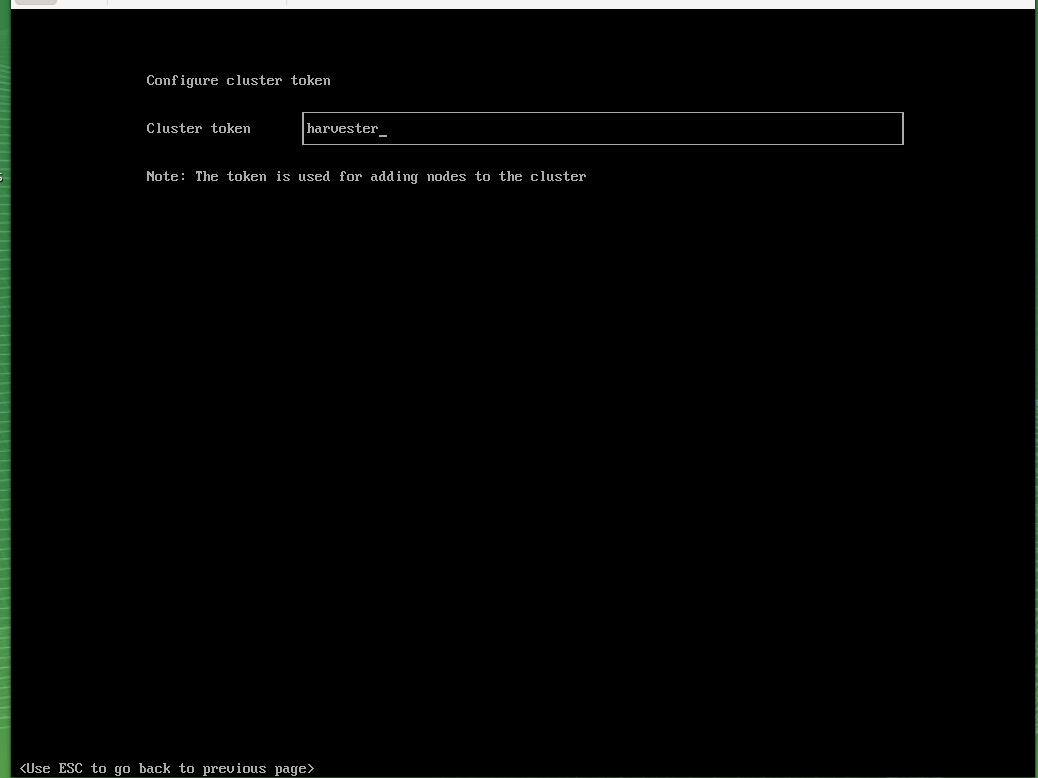 Configure cluster token
Cluster token harvester_
Note: The token is used for adding nodes to the cluster
<Use ESC to go back to previous page>